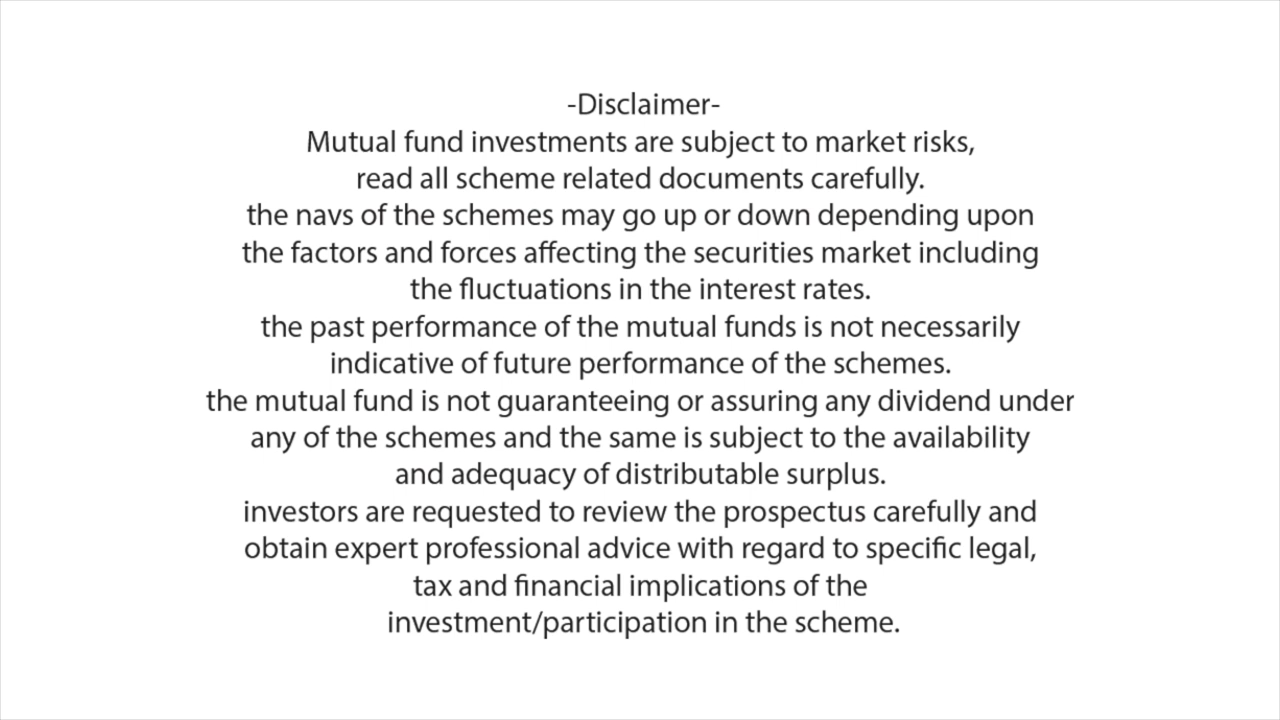 -Disclaimer-
Mutual fund investments are subject to market risks,
read all scheme related documents carefully.
the navs of the schemes may go up or down depending upon
the factors and forces affecting the securities market including
the fluctuations in the interest rates.
the past performance of the mutual funds is not necessarily
indicative of future performance of the schemes.
the mutual fund is not guaranteeing or assuring any dividend under
any of the schemes and the same is subject to the availability
and adequacy of distributable surplus.
investors are requested to review the prospectus carefully and
obtain expert professional advice with regard to specific legal,
tax and financial implications of the
investment/participation in the scheme.